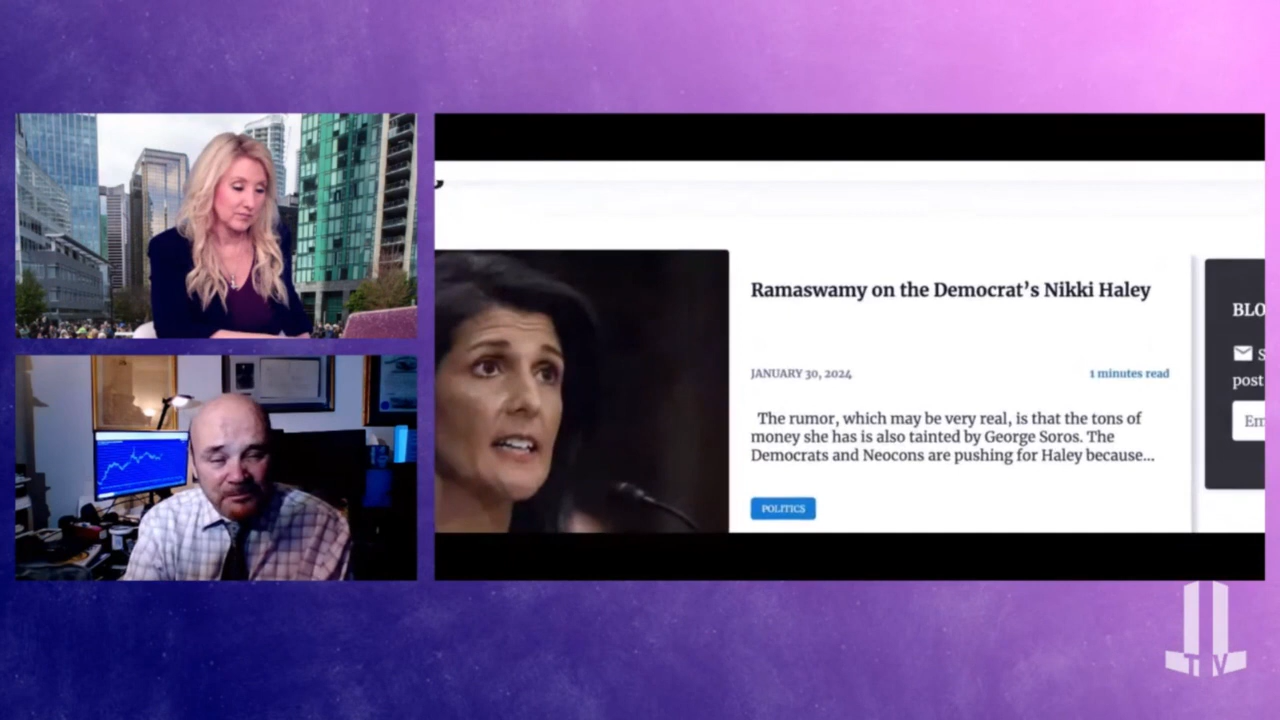 Ramaswamy on the Democrat's Nikki Haley
JANUARY 30, 2024
1 minutes read
The rumor, which may be very real, is that the tons of
money she has is also tainted by George Soros. The
Democrats and Neocons are pushing for Haley because...
POLITICS
BLO
S
post
Em
TV